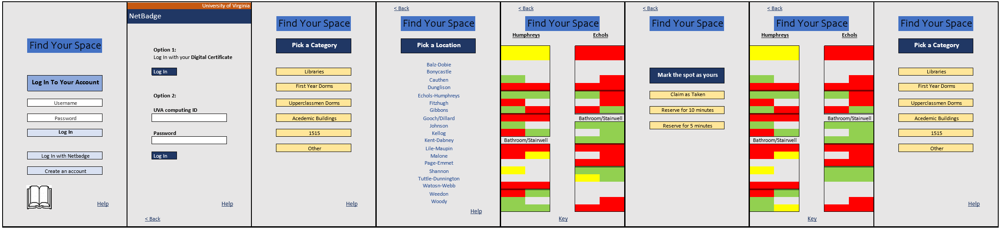 Find Your Space
Log In To Your Account
Username
Password
Log In
Log In with Netbadge
Create an account
Help
University of Virginia
NetBadge
Option 1:
Log In with your Digital Certificate
Log In
Option 2:
UVA computing ID
Password
Log In
Help
< Back
Find Your Space
Pick a Category
Libraries
First Year Dorms
Upperclassmen Dorms
Acedemic Buildings
1515
Other
Help
< Back
Find Your Space
Pick a Location
Balz-Dobie
Bonycastle
Cauthen
Dunglison
Echols-Humphreys
Fitzhugh
Gibbons
Gooch/Dillard
Johnson
Kellog
Kent-Dabney
Lile-Maupin
Malone
Page-Emmet
Shannon
Tuttle-Dunnington
Watosn-Webb
Weedon
Woody
Help
< Back
Find Your Space
Humphreys Echols
Bathroom/Stairwell
Bathroom/Stairwell
Key
< Back
Find Your Space
Mark the spot as yours
Claim as Taken
Reserve for 10 minutes
Reserve for 5 minutes
< Back
Find Your Space
Humphreys Echols
Bathroom/Stairwell
Bathroom/Stairwell
Key
Find Your Space
Pick a Category
Libraries
First Year Dorms
Upperclassmen Dorms
Acedemic Buildings
1515
Other
Help